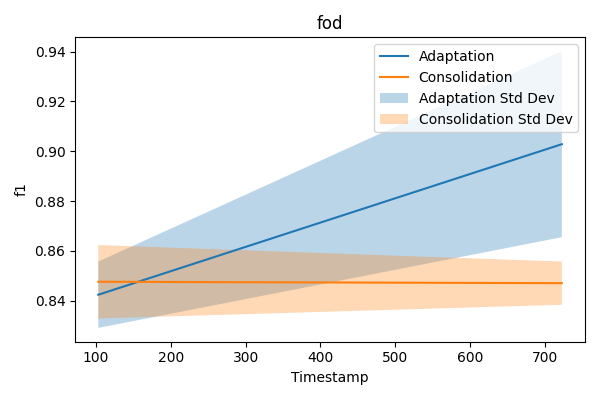 fod
0.94
0.92
0.90
0.88
0.86
0.84
f1
Adaptation
Consolidation
Adaptation Std Dev
Consolidation Std Dev
100 200 300 400 500 600 700
Timestamp